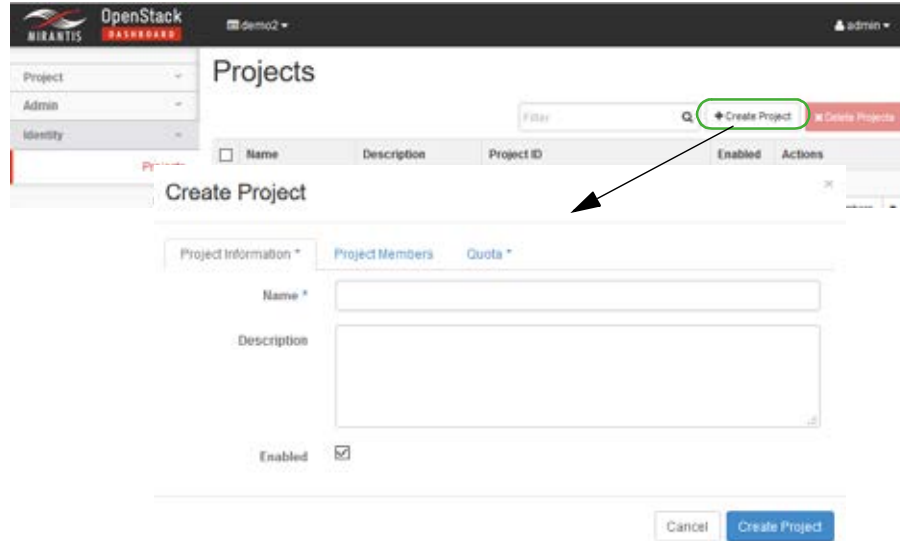 MIRANTIS OpenStack DASHBOARD demo2 admin
Project
Admin
Identity
Projects
Filter
Create Project
Delete Projects
Name Description Project ID Enabled Actions
Create Project
×
Project Information * Project Members Quota *
Name *
Description
Enabled
Cancel Create Project